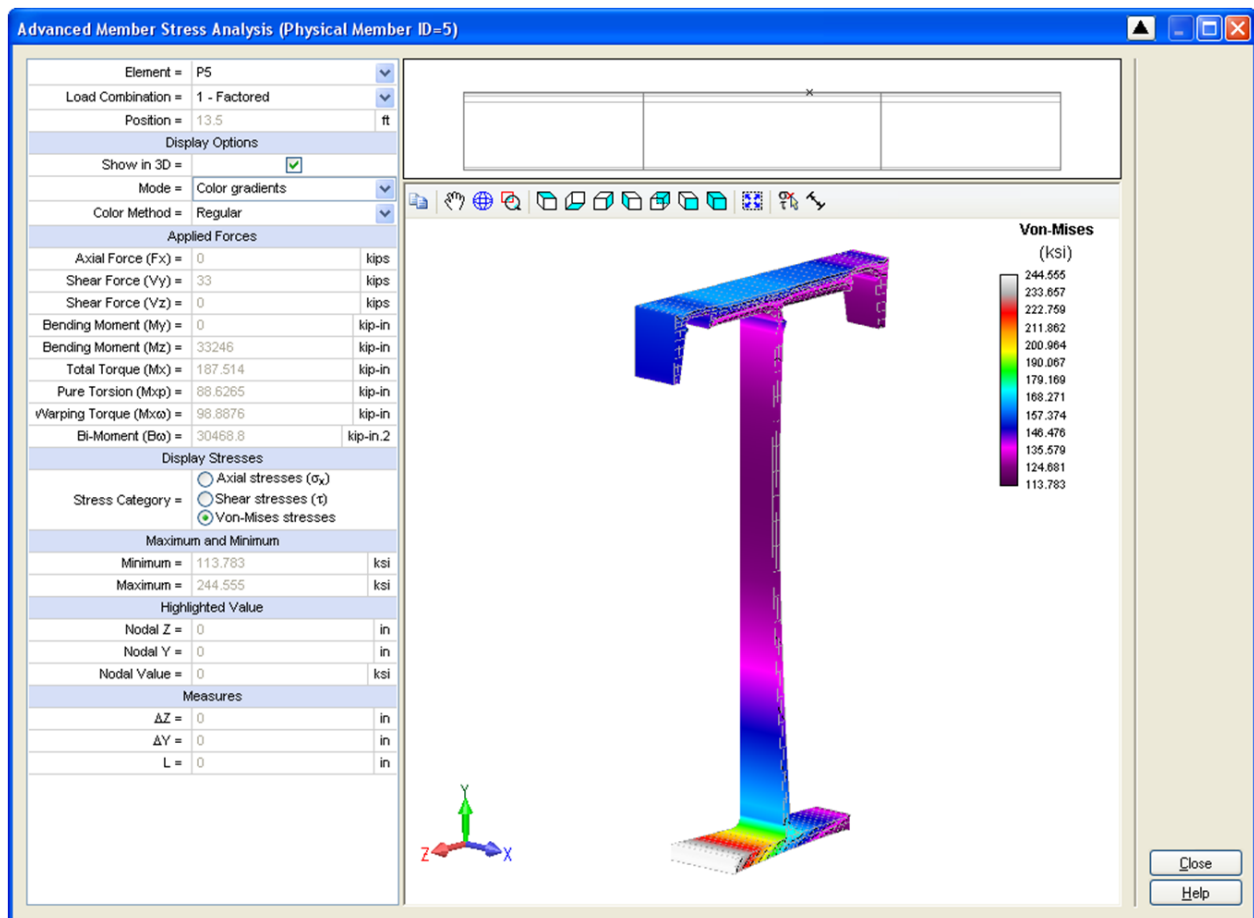 Advanced Member Stress Analysis (Physical Member ID=5)
Element = P5
Load Combination = 1 - Factored
Position = 13.5 ft
Display Options
Show in 3D =
Mode = Color gradients
Color Method = Regular
Applied Forces
Axial Force (Fx) = 0 kips
Shear Force (Vy) = 33 kips
Shear Force (Vz) = 0 kips
Bending Moment (My) = 0 kip-in
Bending Moment (Mz) = 33246 kip-in
Total Torque (Mx) = 187.514 kip-in
Pure Torsion (Mxp) = 88.6265 kip-in
Warping Torque (Mxω) = 98.8876 kip-in
Bi-Moment (Bω) = 30468.8 kip-in.2
Display Stresses
Stress Category =
Axial stresses (σx)
Shear stresses (τ)
Von-Mises stresses
Maximum and Minimum
Minimum = 113.783 ksi
Maximum = 244.555 ksi
Highlighted Value
Nodal Z = 0 in
Nodal Y = 0 in
Nodal Value = 0 ksi
Measures
ΔZ = 0 in
ΔY = 0 in
L = 0 in
Von-Mises
(ksi)
244.555
233.657
222.759
211.862
200.964
190.067
179.169
168.271
157.374
146.476
135.579
124.681
113.783
Y
Z
X
Close
Help